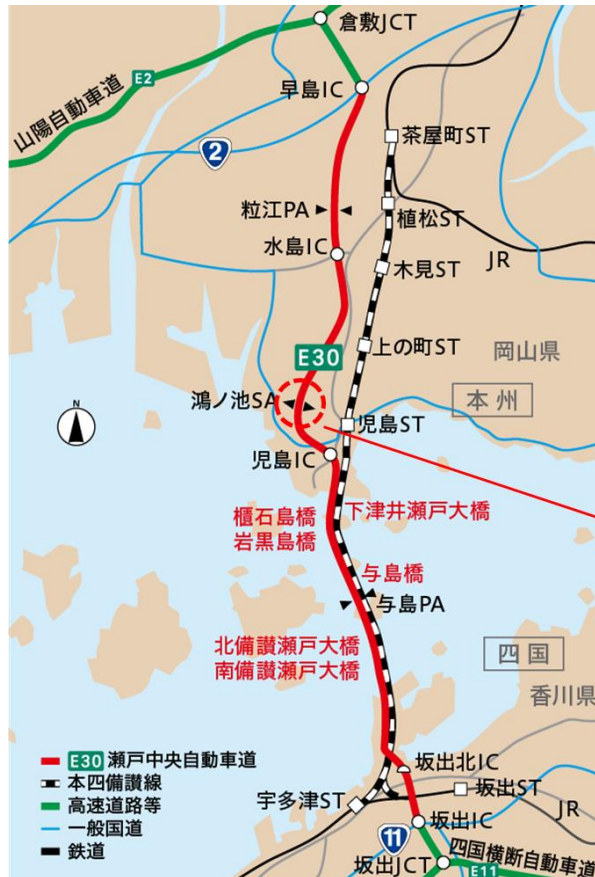 倉敷JCT
E2
山陽自動車道
早島IC
2
茶屋町ST
粒江PA
植松ST
水島IC
JR
木見ST
E30
上の町ST
岡山県
鴻ノ池SA
本州
N
児島ST
児島IC
櫃石島橋
下津井瀬戸大橋
岩黒島橋
与島橋
与島PA
北備讃瀬戸大橋
南備讃瀬戸大橋
四国
香川県
E30 瀬戸中央自動車道
本四備讃線
高速道路等
一般国道
鉄道
坂出北IC
坂出ST
宇多津ST
JR
11
坂出IC
坂出JCT
四国横断自動車道
E11